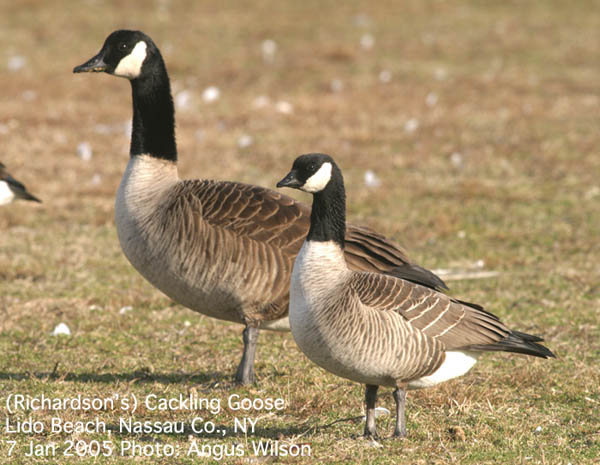 (Richardson's) Cackling Goose
Lido Beach, Nassau Co., NY
7 Jan 2005 Photo: Angus Wilson